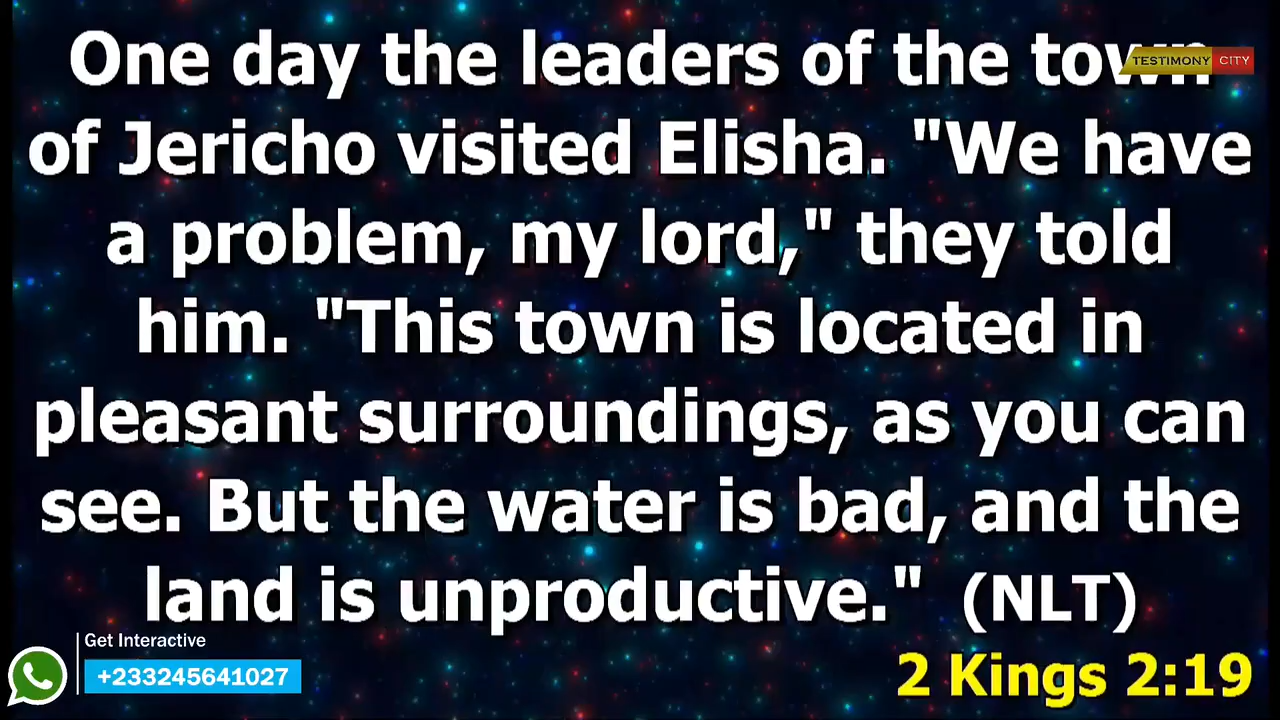 One day the leaders of the town
TESTIMONY CITY
of Jericho visited Elisha. "We have
a problem, my lord," they told
him. "This town is located in
pleasant surroundings, as you can
see. But the water is bad, and the
land is unproductive." (NLT)
Get Interactive
+233245641027
2 Kings 2:19